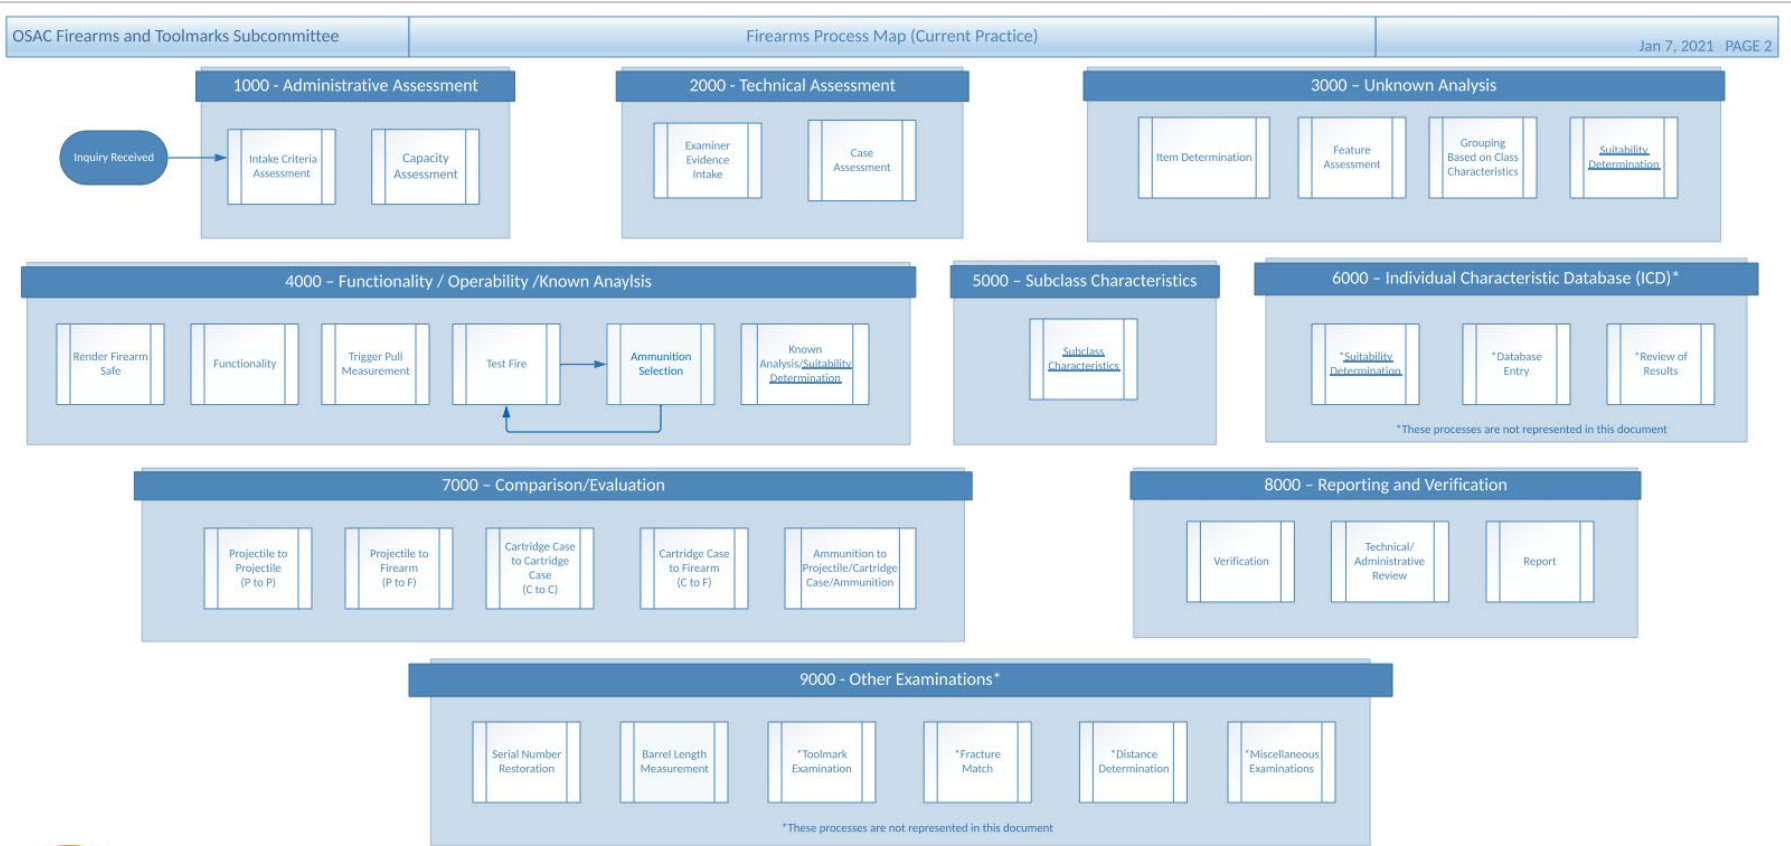 OSAC Firearms and Toolmarks Subcommittee
Firearms Process Map (Current Practice)
Jan 7, 2021 PAGE 2
1000 - Administrative Assessment
2000 - Technical Assessment
3000 – Unknown Analysis
Inquiry Received
Intake Criteria
Assessment
Capacity
Assessment
Examiner
Evidence
Intake
Case
Assessment
Item Determination
Feature
Assessment
Grouping
Based on Class
Characteristics
Suitability
Determination
4000 – Functionality / Operability /Known Anaylsis
5000 – Subclass Characteristics
6000 – Individual Characteristic Database (ICD)*
Render Firearm
Safe
Functionality
Trigger Pull
Measurement
Test Fire
Ammunition
Selection
Known
Analysis/Suitability
Determination
Subclass
Characteristics
*Suitability
Determination
*Database
Entry
*Review of
Results
*These processes are not represented in this document
7000 – Comparison/Evaluation
8000 – Reporting and Verification
Projectile to
Projectile
(P to P)
Projectile to
Firearm
(P to F)
Cartridge Case
to Cartridge
Case
(C to C)
Cartridge Case
to Firearm
(C to F)
Ammunition to
Projectile/Cartridge
Case/Ammunition
Verification
Technical/
Administrative
Review
Report
9000 - Other Examinations*
Serial Number
Restoration
Barrel Length
Measurement
*Toolmark
Examination
*Fracture
Match
*Distance
Determination
*Miscellaneous
Examinations
*These processes are not represented in this document